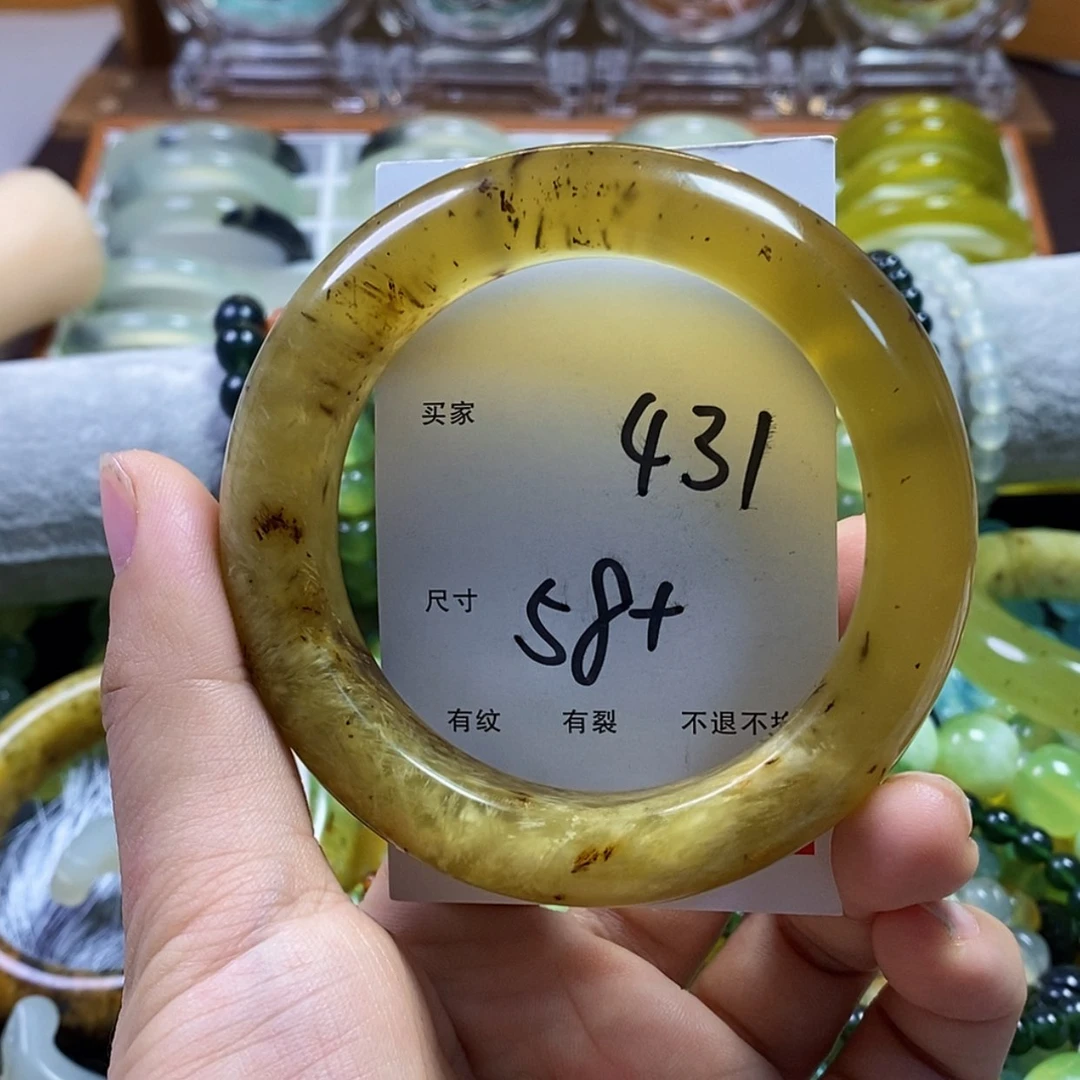 买家 431
尺寸 58+
有纹 有裂 不退不